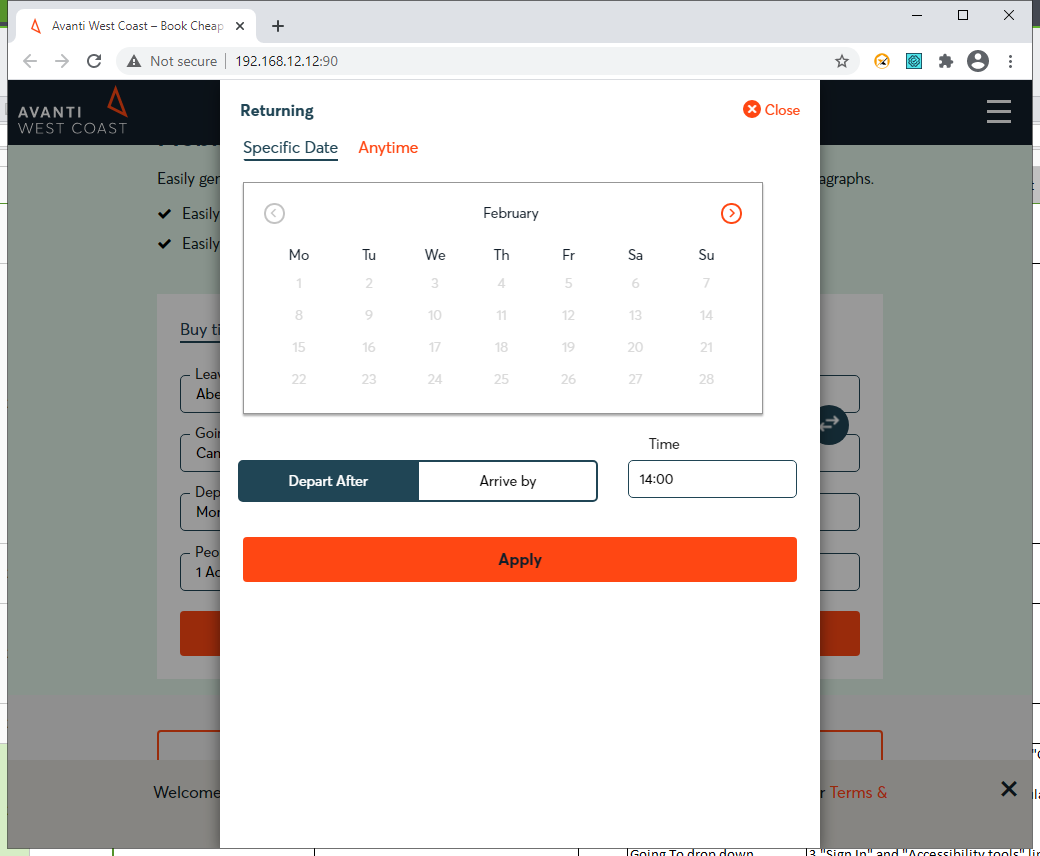 Avanti West Coast – Book Cheap
Not secure
192.168.12.12:90
AVANTI
WEST COAST
Returning
Close
Specific Date
Anytime
Easily ger
agraphs.
Easily
Easily
February
Mo Tu We Th Fr Sa Su
1 2 3 4 5 6 7
8 9 10 11 12 13 14
15 16 17 18 19 20 21
22 23 24 25 26 27 28
Buy ti
Leav
Abe
Goin
Can
Dep
Mor
Peo
1 Ad
Time
Depart After
Arrive by
14:00
Apply
Welcome
r Terms &
Going To drop down
3 "Sign In" and "Accessibility tools" li